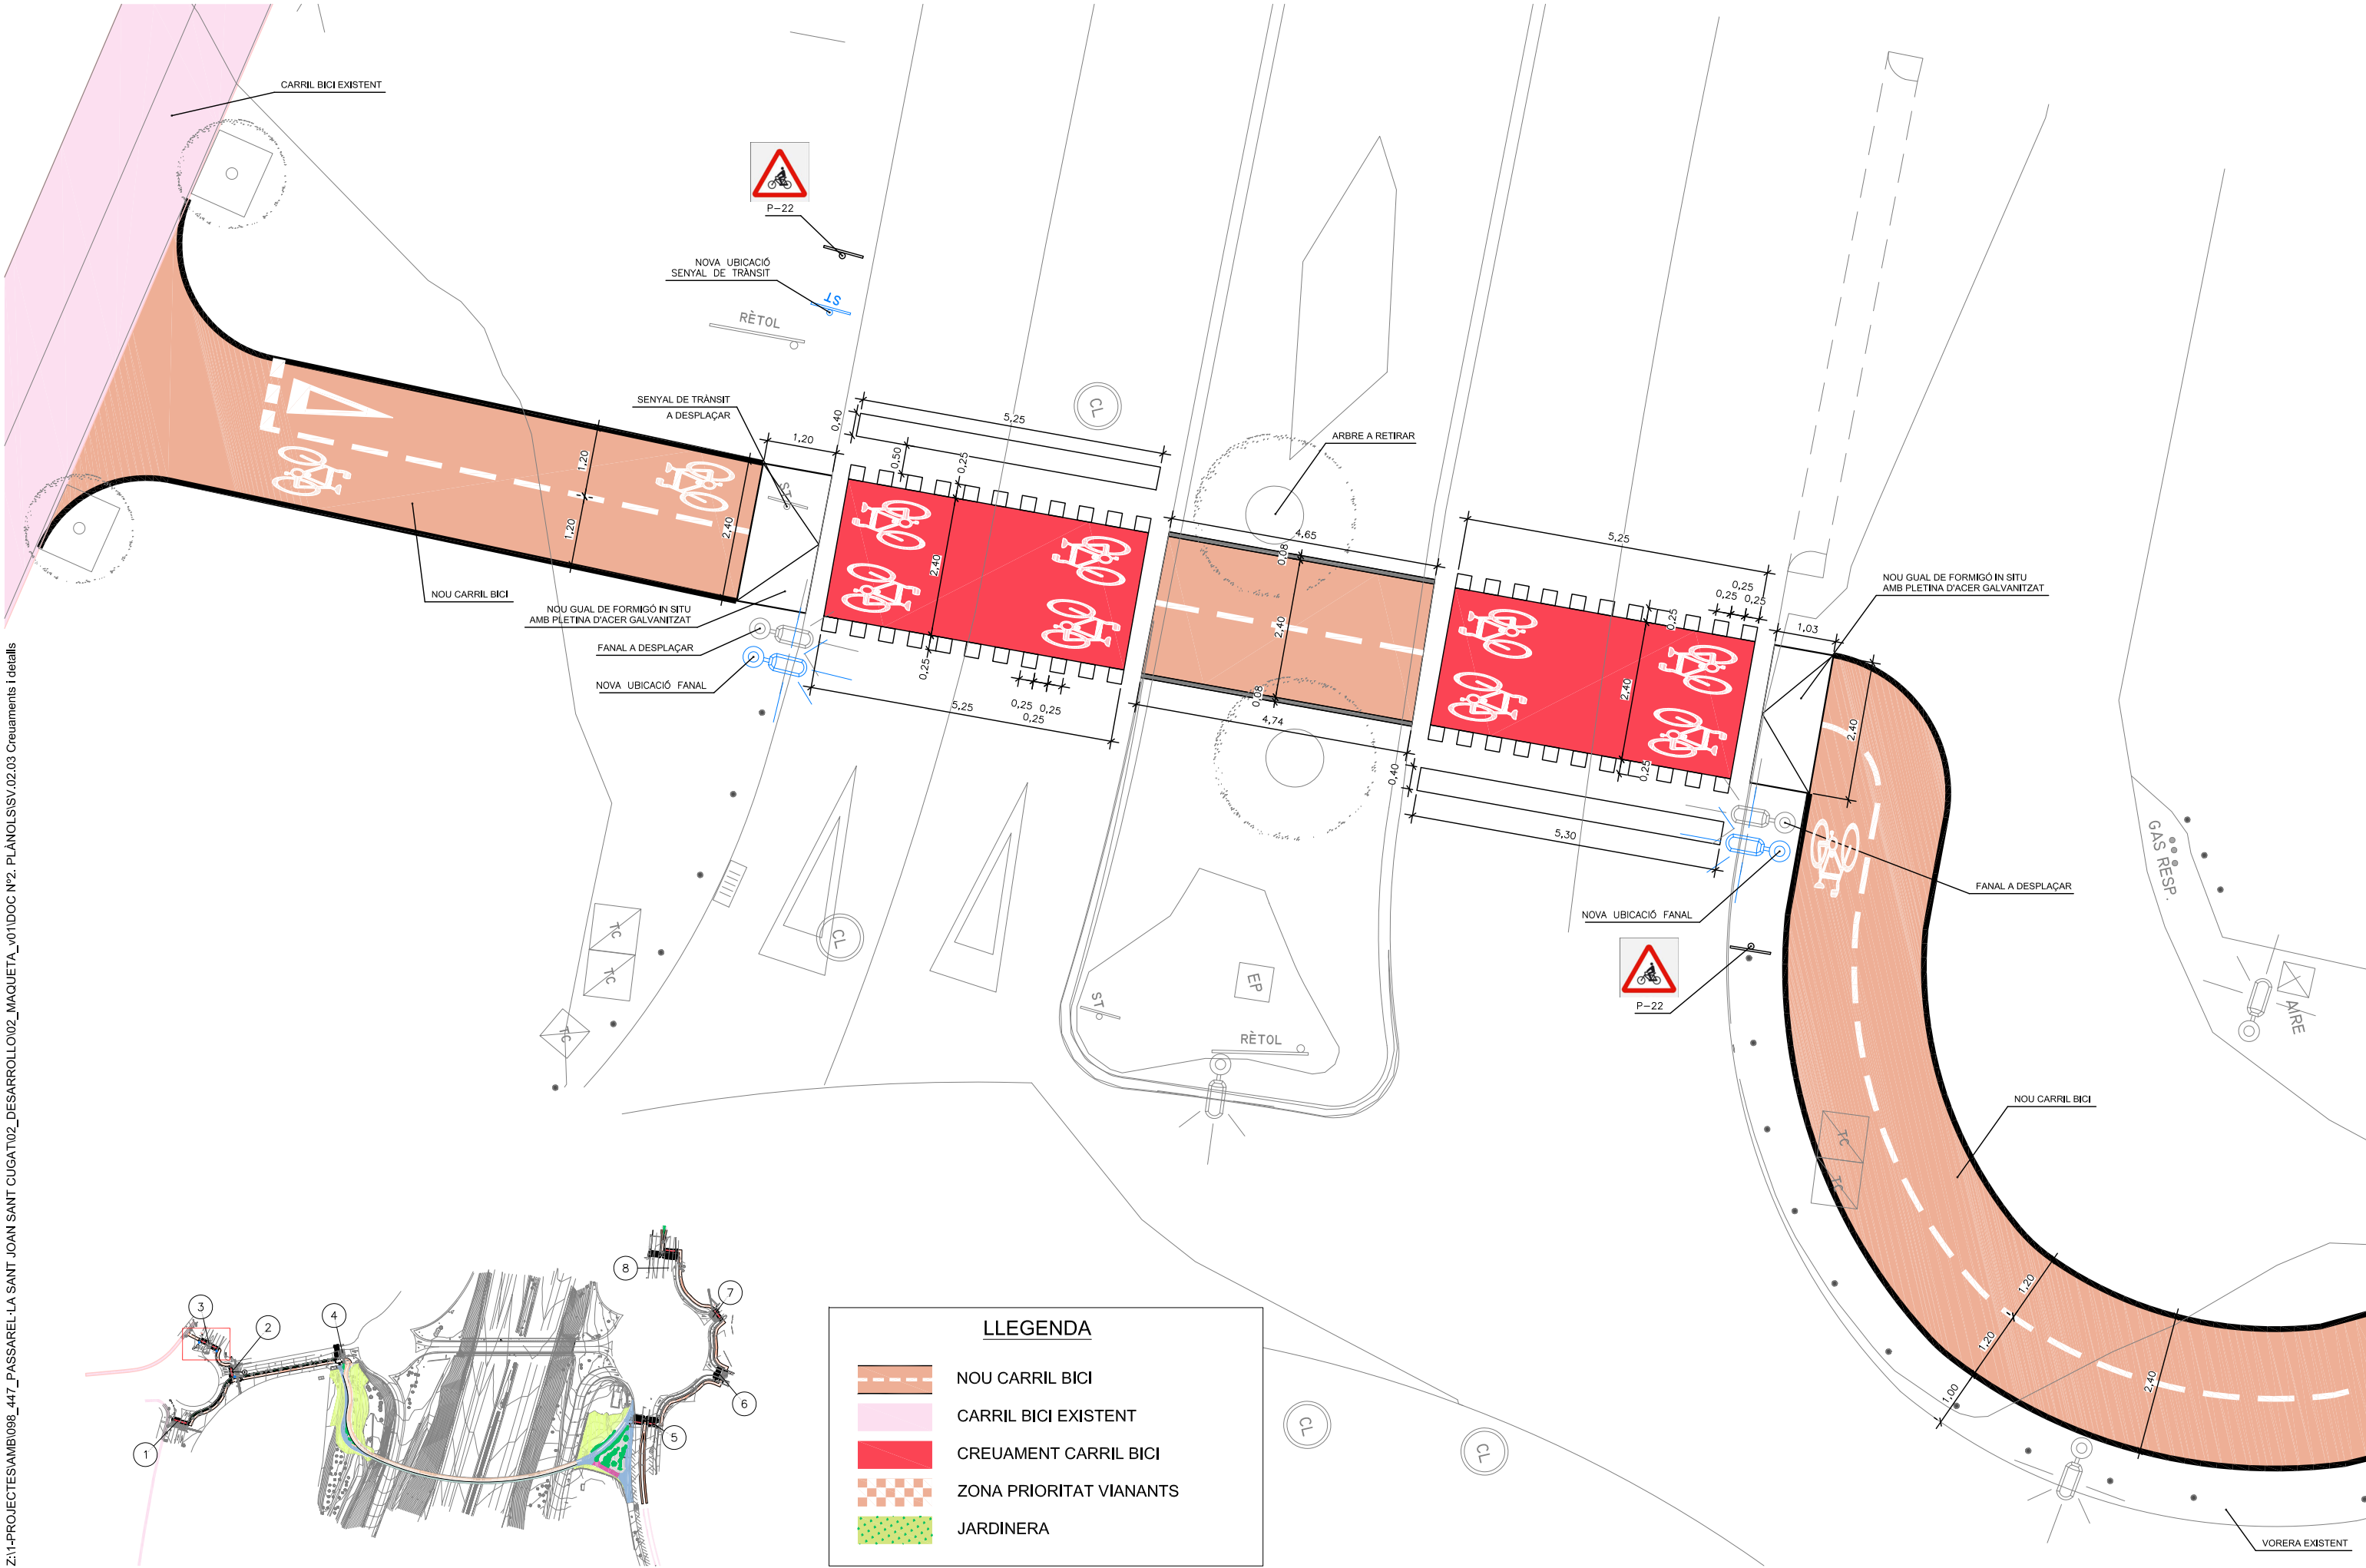 CARRIL BICI EXISTENT
P-22
NOVA UBICACIÓ
SENYAL DE TRÀNSIT
ST
RÈTOL
SENYAL DE TRÀNSIT
A DESPLAÇAR
ST
1,20
0,40
5,25
0,50
0,25
CL
ARBRE A RETIRAR
1,20
1,20
2,40
2,40
0,25
4,65
0,08
2,40
0,08
4,74
5,25
0,25
0,25 0,25
0,25
2,40
0,25
1,03
NOU GUAL DE FORMIGÓ IN SITU
AMB PLETINA D'ACER GALVANITZAT
2,40
NOU CARRIL BICI
NOU GUAL DE FORMIGÓ IN SITU
AMB PLETINA D'ACER GALVANITZAT
FANAL A DESPLAÇAR
NOVA UBICACIÓ FANAL
5,25
0,25 0,25
0,25
0,40
5,30
FANAL A DESPLAÇAR
NOVA UBICACIÓ FANAL
P-22
GAS RESP.
AIRE
CL
TC
TC
TC
ST
EP
RÈTOL
NOU CARRIL BICI
TC
TC
1,20
1,20
1,00
2,40
CL
CL
VORERA EXISTENT
1
2
3
4
5
6
7
8
LLEGENDA
NOU CARRIL BICI
CARRIL BICI EXISTENT
CREUAMENT CARRIL BICI
ZONA PRIORITAT VIANANTS
JARDINERA
Z:\1-PROJECTES\AMB\098_447_PASSAREL·LA SANT JOAN SANT CUGAT\02_DESARROLLO\02_MAQUETA_v01\DOC Nº2. PLÀNOLS\SV.02.03 Creuaments i detalls